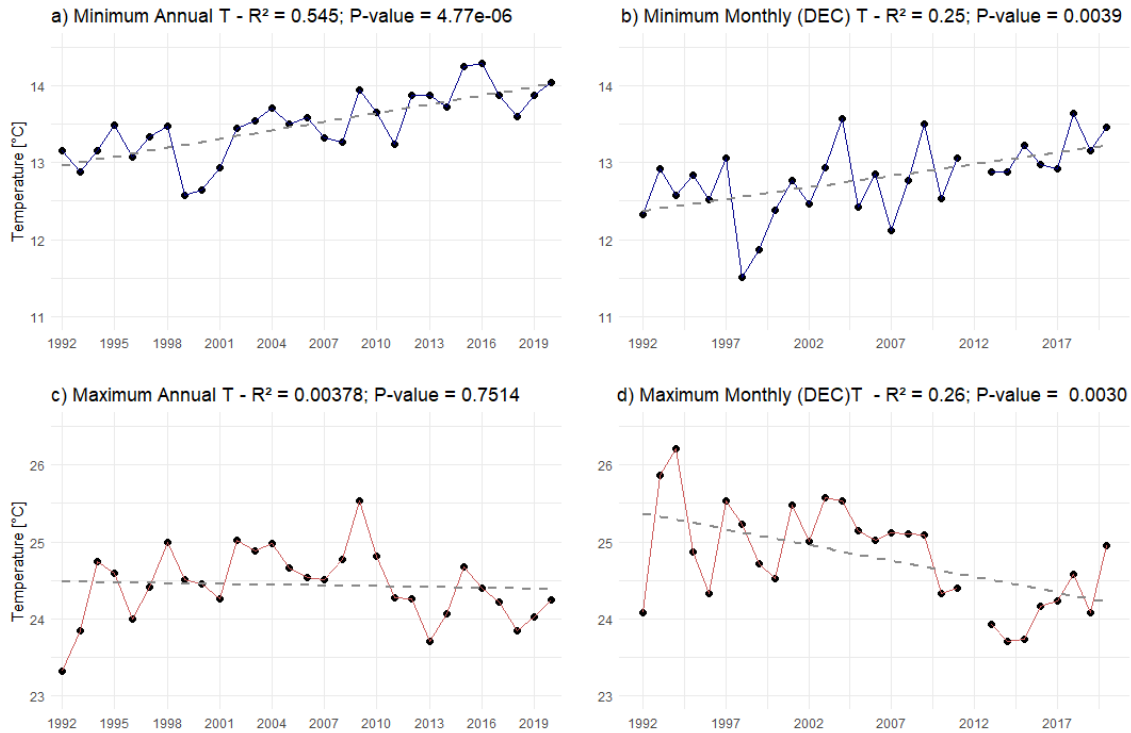 a) Minimum Annual T - R² = 0.545; P-value = 4.77e-06
Temperature [°C]
14
13
12
11
1992 1995 1998 2001 2004 2007 2010 2013 2016 2019
b) Minimum Monthly (DEC) T - R² = 0.25; P-value = 0.0039
14
13
12
11
1992 1997 2002 2007 2012 2017
c) Maximum Annual T - R² = 0.00378; P-value = 0.7514
Temperature [°C]
26
25
24
23
1992 1995 1998 2001 2004 2007 2010 2013 2016 2019
d) Maximum Monthly (DEC)T  - R² = 0.26; P-value =  0.0030
26
25
24
23
1992 1997 2002 2007 2012 2017